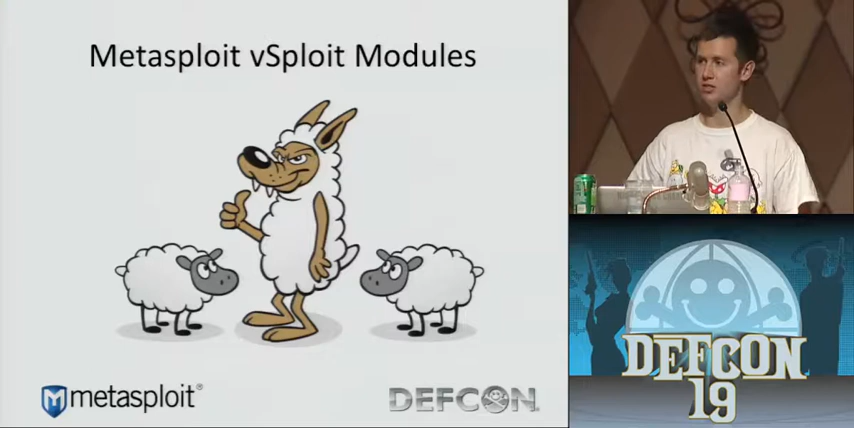 Metasploit vSploit Modules
metasploit®
DEFCON
DEFCON
19